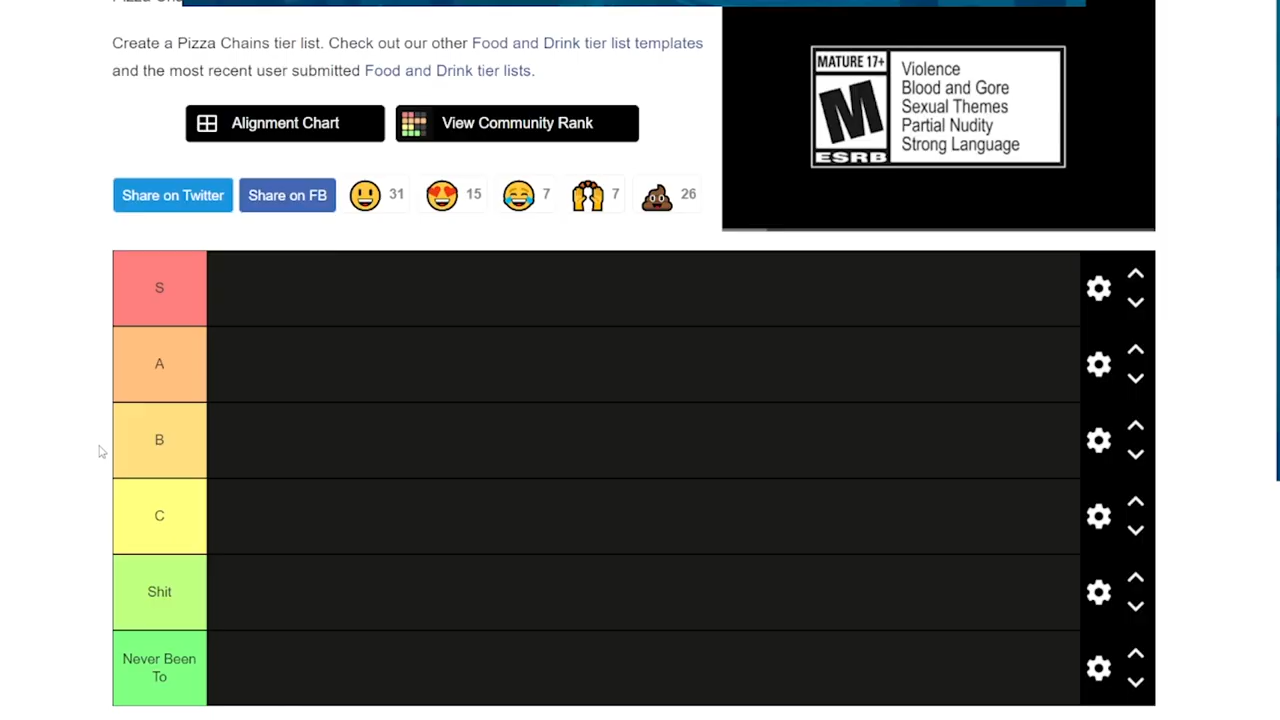 Create a Pizza Chains tier list. Check out our other Food and Drink tier list templates
and the most recent user submitted Food and Drink tier lists.
Alignment Chart
View Community Rank
Share on Twitter
Share on FB
31
15
7
7
26
MATURE 17+
M
ESRB
Violence
Blood and Gore
Sexual Themes
Partial Nudity
Strong Language
S
A
B
C
Shit
Never Been
To